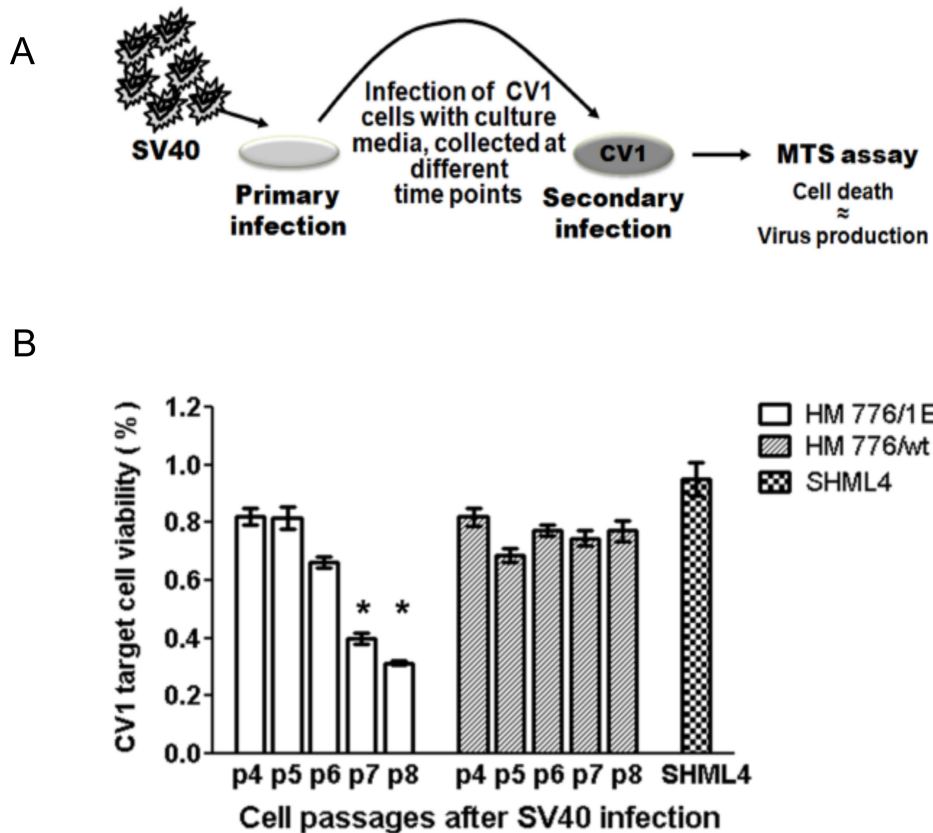 A
SV40
Primary
infection
Infection of CV1
cells with culture
media, collected at
different
time points
CV1
Secondary
infection
MTS assay
Cell death
≈
Virus production
B
CV1 target cell viability ( % )
1.2
1.0
0.8
0.6
0.4
0.2
0.0
* *
p4 p5 p6 p7 p8 p4 p5 p6 p7 p8 SHML4
Cell passages after SV40 infection
HM 776/1E
HM 776/wt
SHML4